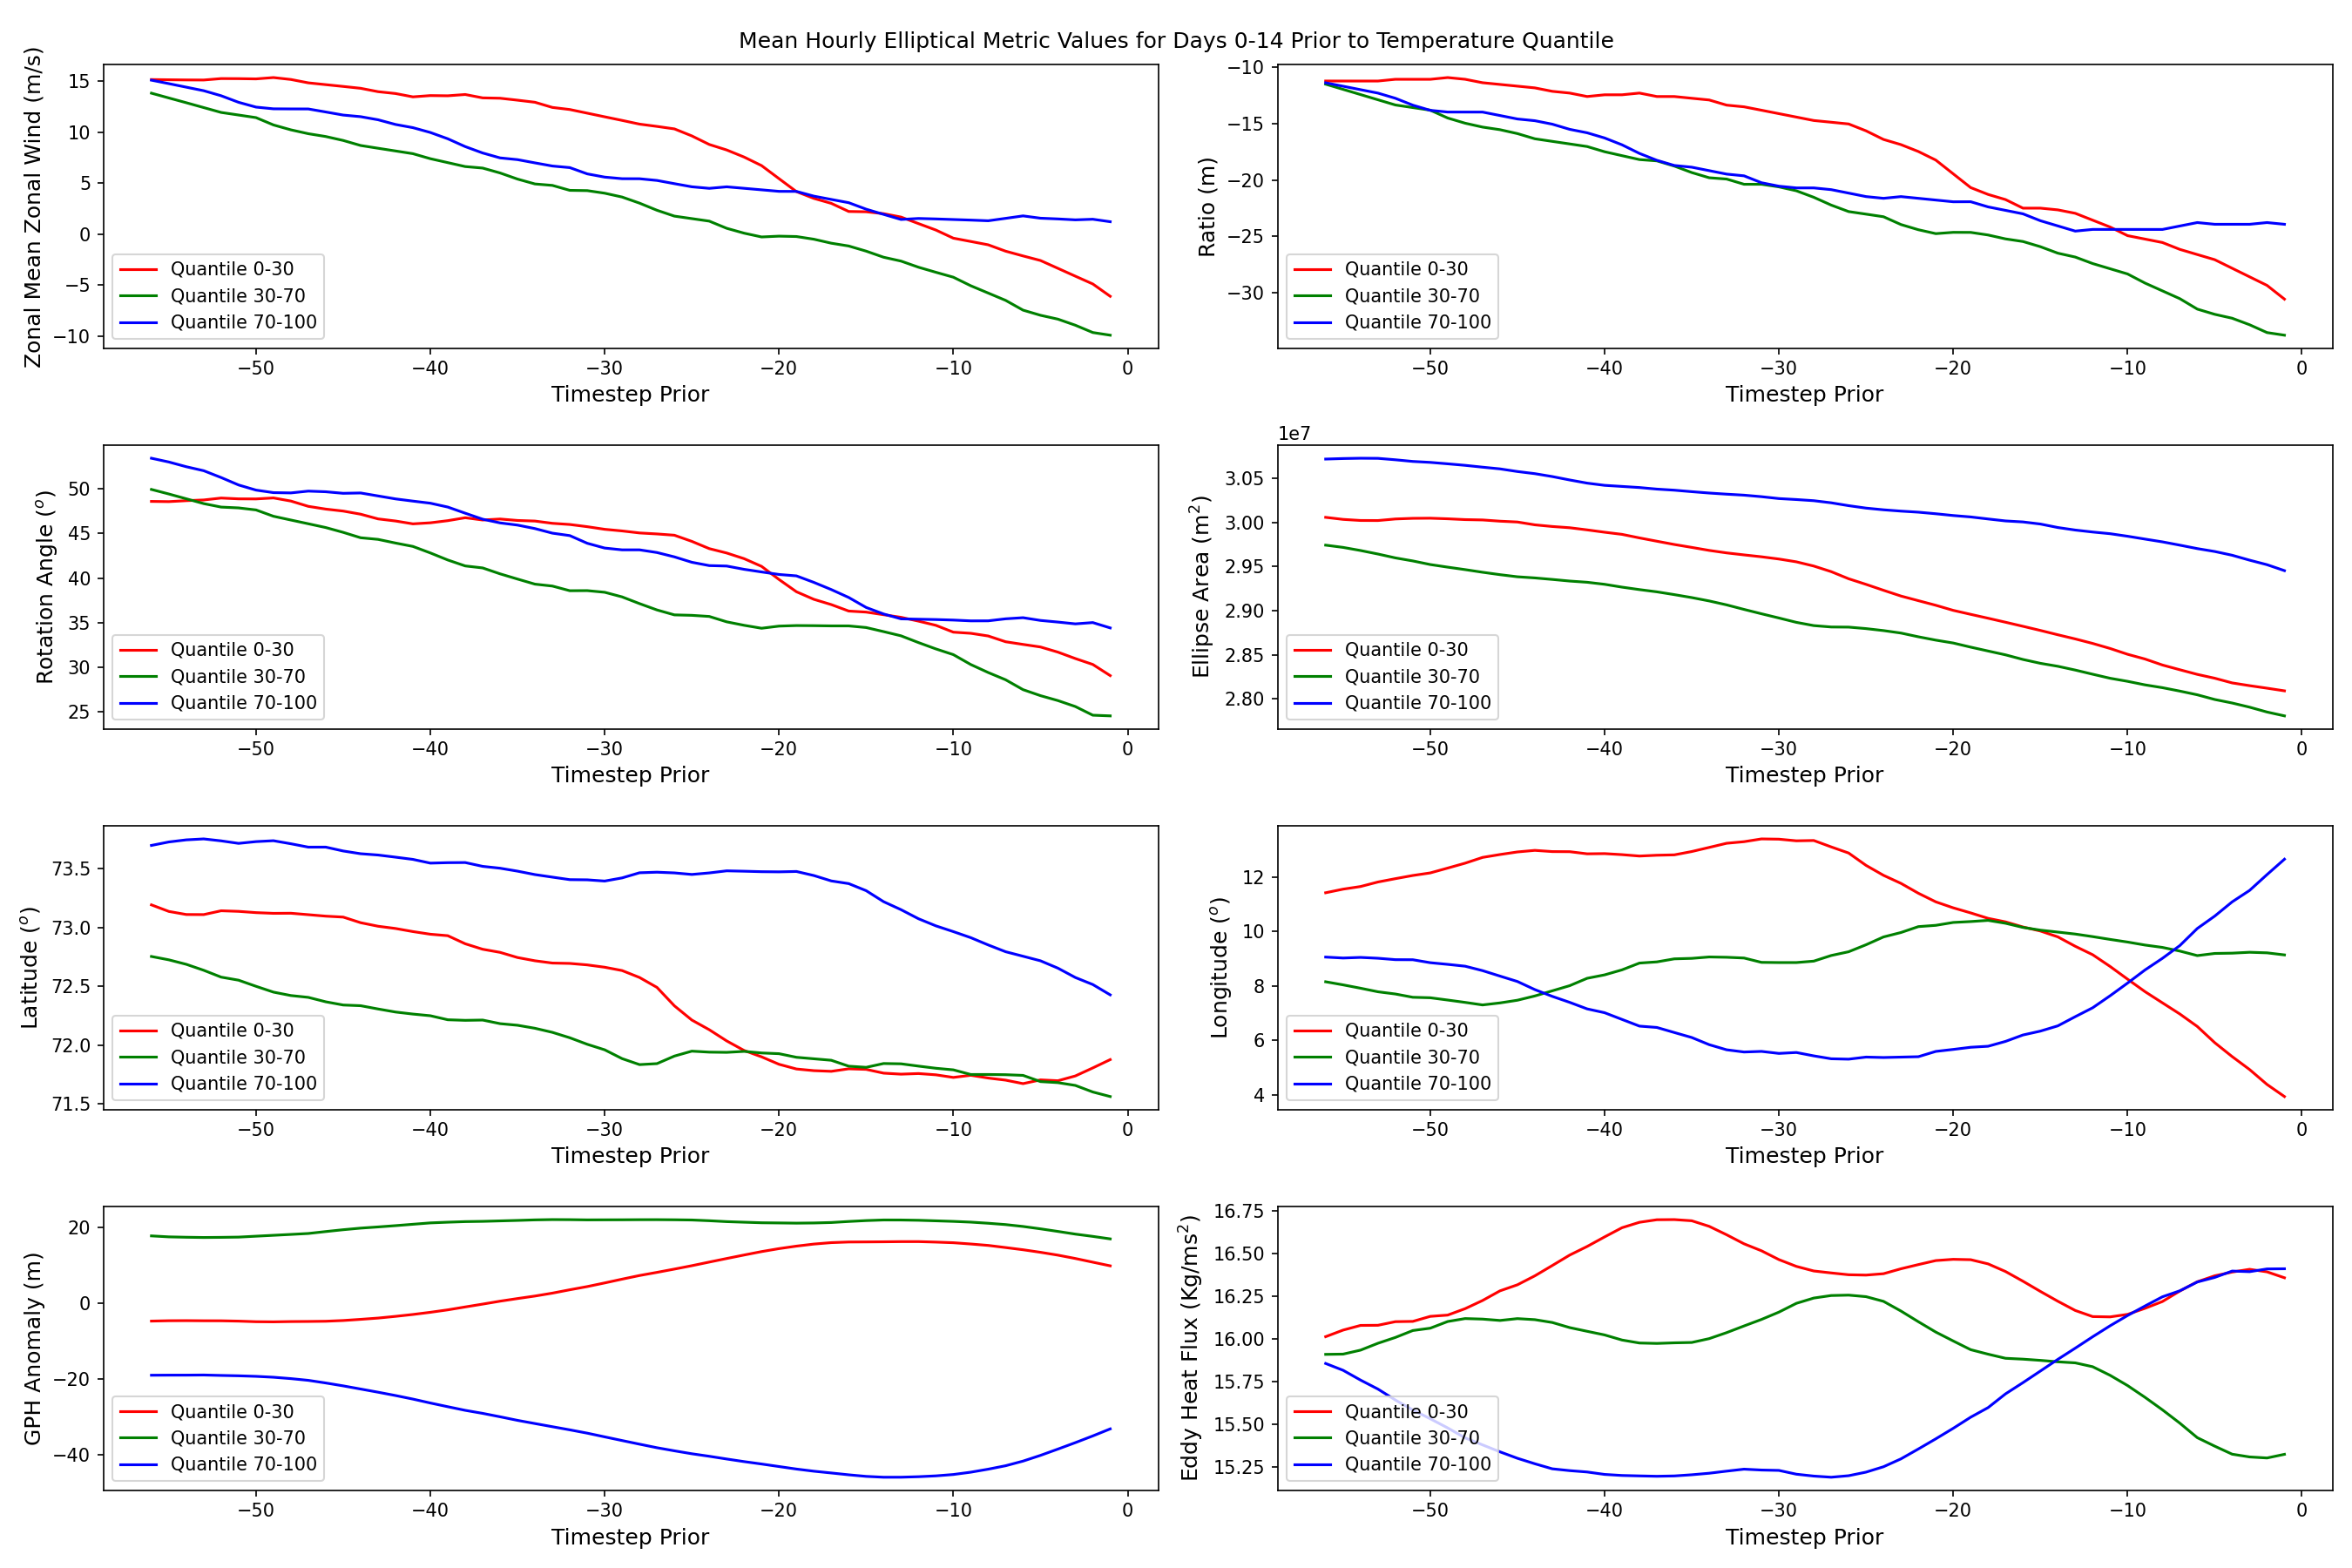 Mean Hourly Elliptical Metric Values for Days 0-14 Prior to Temperature Quantile
Zonal Mean Zonal Wind (m/s)
15
10
5
0
−5
−10
Quantile 0-30
Quantile 30-70
Quantile 70-100
−50 −40 −30 −20 −10 0
Timestep Prior
Ratio (m)
−10
−15
−20
−25
−30
Quantile 0-30
Quantile 30-70
Quantile 70-100
−50 −40 −30 −20 −10 0
Timestep Prior
Rotation Angle (°)
50
45
40
35
30
25
Quantile 0-30
Quantile 30-70
Quantile 70-100
−50 −40 −30 −20 −10 0
Timestep Prior
1e7
Ellipse Area (m²)
3.05
3.00
2.95
2.90
2.85
2.80
Quantile 0-30
Quantile 30-70
Quantile 70-100
−50 −40 −30 −20 −10 0
Timestep Prior
Latitude (°)
73.5
73.0
72.5
72.0
71.5
Quantile 0-30
Quantile 30-70
Quantile 70-100
−50 −40 −30 −20 −10 0
Timestep Prior
Longitude (°)
12
10
8
6
4
Quantile 0-30
Quantile 30-70
Quantile 70-100
−50 −40 −30 −20 −10 0
Timestep Prior
GPH Anomaly (m)
20
0
−20
−40
Quantile 0-30
Quantile 30-70
Quantile 70-100
−50 −40 −30 −20 −10 0
Timestep Prior
Eddy Heat Flux (Kg/ms²)
16.75
16.50
16.25
16.00
15.75
15.50
15.25
Quantile 0-30
Quantile 30-70
Quantile 70-100
−50 −40 −30 −20 −10 0
Timestep Prior